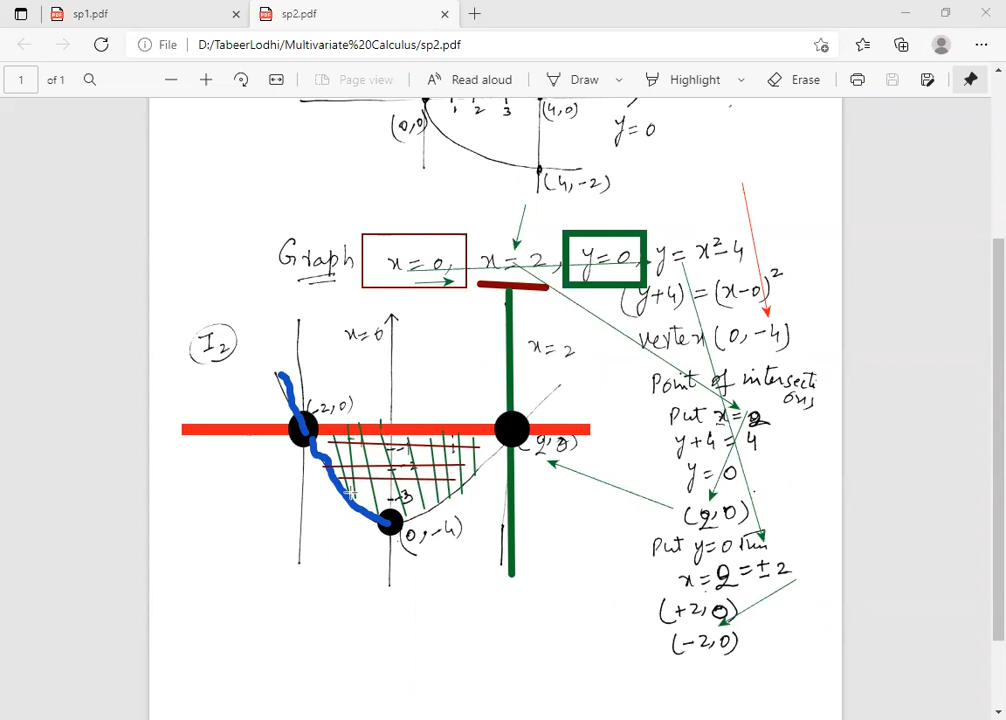 sp1.pdf
sp2.pdf
File D:/TabeerLodhi/Multivariate%20Calculus/sp2.pdf
1 of 1
Page view
Read aloud
Draw
Highlight
Erase
1 2 3
(0,0)
(4,0)
y=0
(4,-2)
Graph x=0, x=2, y=0, y=x²-4
(y+4) = (x-0)²
I₂
x=0
x=2
vertex (0,-4)
(-2,0)
Point of intersecti
ons
Put x=2
y+4=4
y=0
-1
-2
-3
(0,-4)
(2,0)
Put y=0
x=2=±2
(+2,0)
(-2,0)